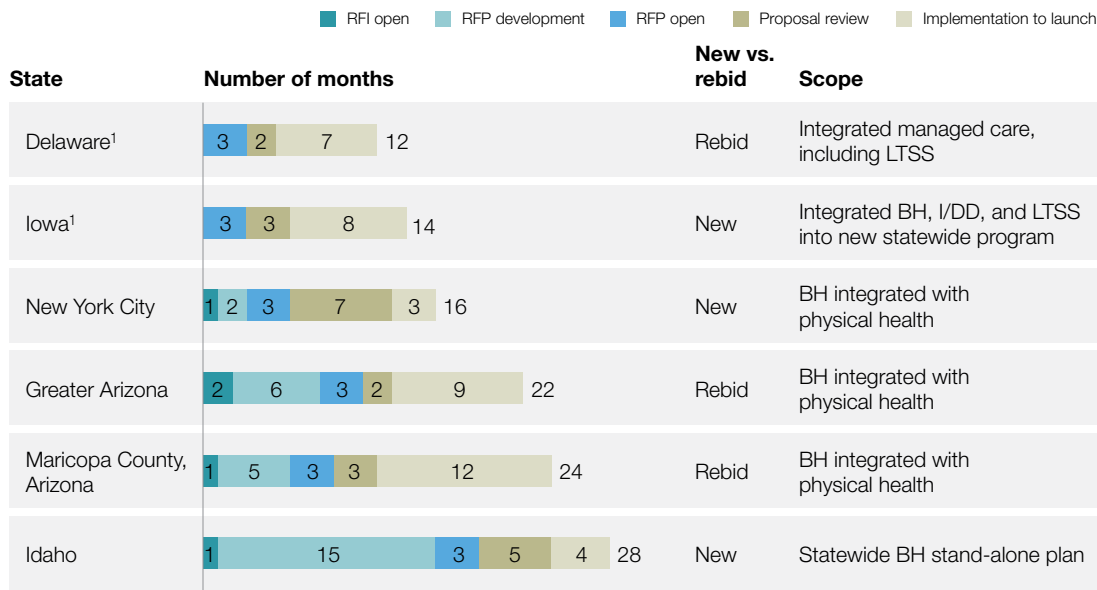 RFI open RFP development RFP open Proposal review Implementation to launch
State Number of months New vs. rebid Scope
Delaware¹ 3 2 7 12 Rebid Integrated managed care,
including LTSS
Iowa¹ 3 3 8 14 New Integrated BH, I/DD, and LTSS
into new statewide program
New York City 1 2 3 7 3 16 New BH integrated with
physical health
Greater Arizona 2 6 3 2 9 22 Rebid BH integrated with
physical health
Maricopa County, 1 5 3 3 12 24 Rebid BH integrated with
Arizona physical health
Idaho 1 15 3 5 4 28 New Statewide BH stand-alone plan